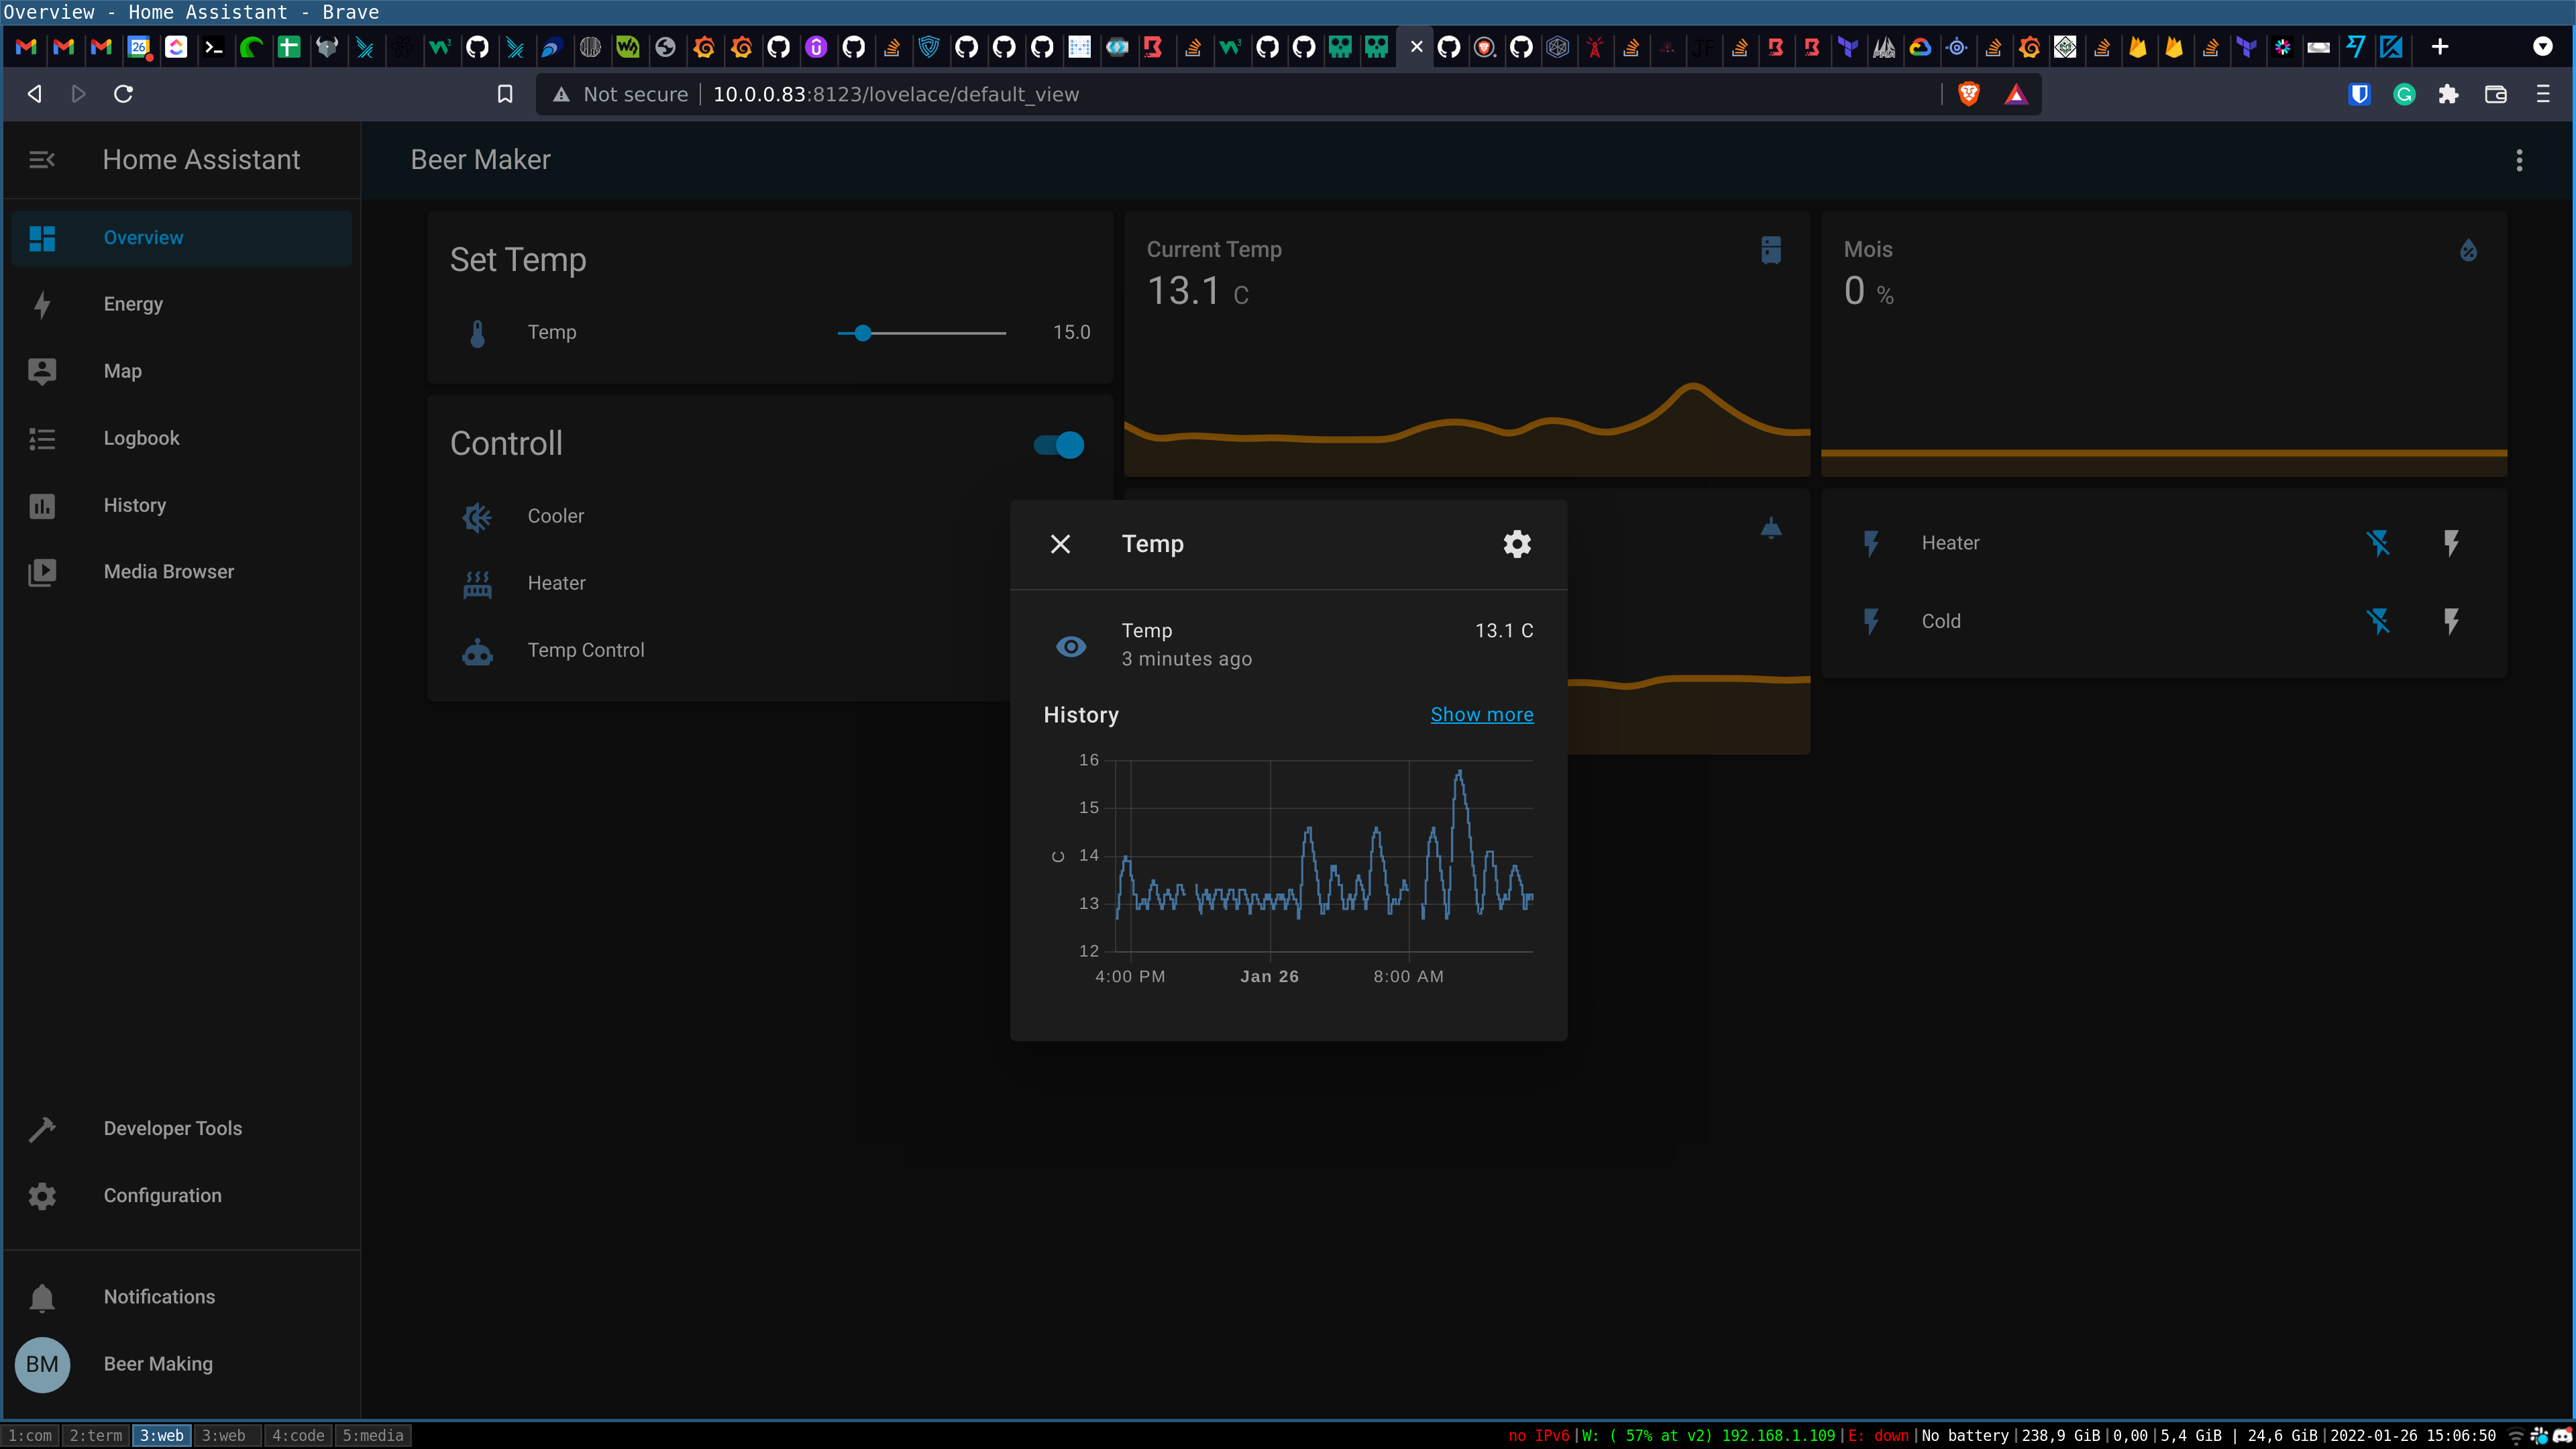 Overview - Home Assistant - Brave
26
Not secure
10.0.0.83:8123/lovelace/default_view
Home Assistant
Beer Maker
Overview
Energy
Map
Logbook
History
Media Browser
Developer Tools
Configuration
Notifications
BM
Beer Making
Set Temp
Temp
15.0
Controll
Cooler
Heater
Temp Control
Current Temp
13.1 C
Mois
0 %
Heater
Cold
Temp
Temp
13.1 C
3 minutes ago
History
Show more
16
15
14
13
12
C
4:00 PM
Jan 26
8:00 AM
1:com
2:term
3:web
3:web
4:code
5:media
no IPv6|W: ( 57% at v2) 192.168.1.109|E: down|No battery|238,9 GiB|0,00|5,4 GiB | 24,6 GiB|2022-01-26 15:06:50